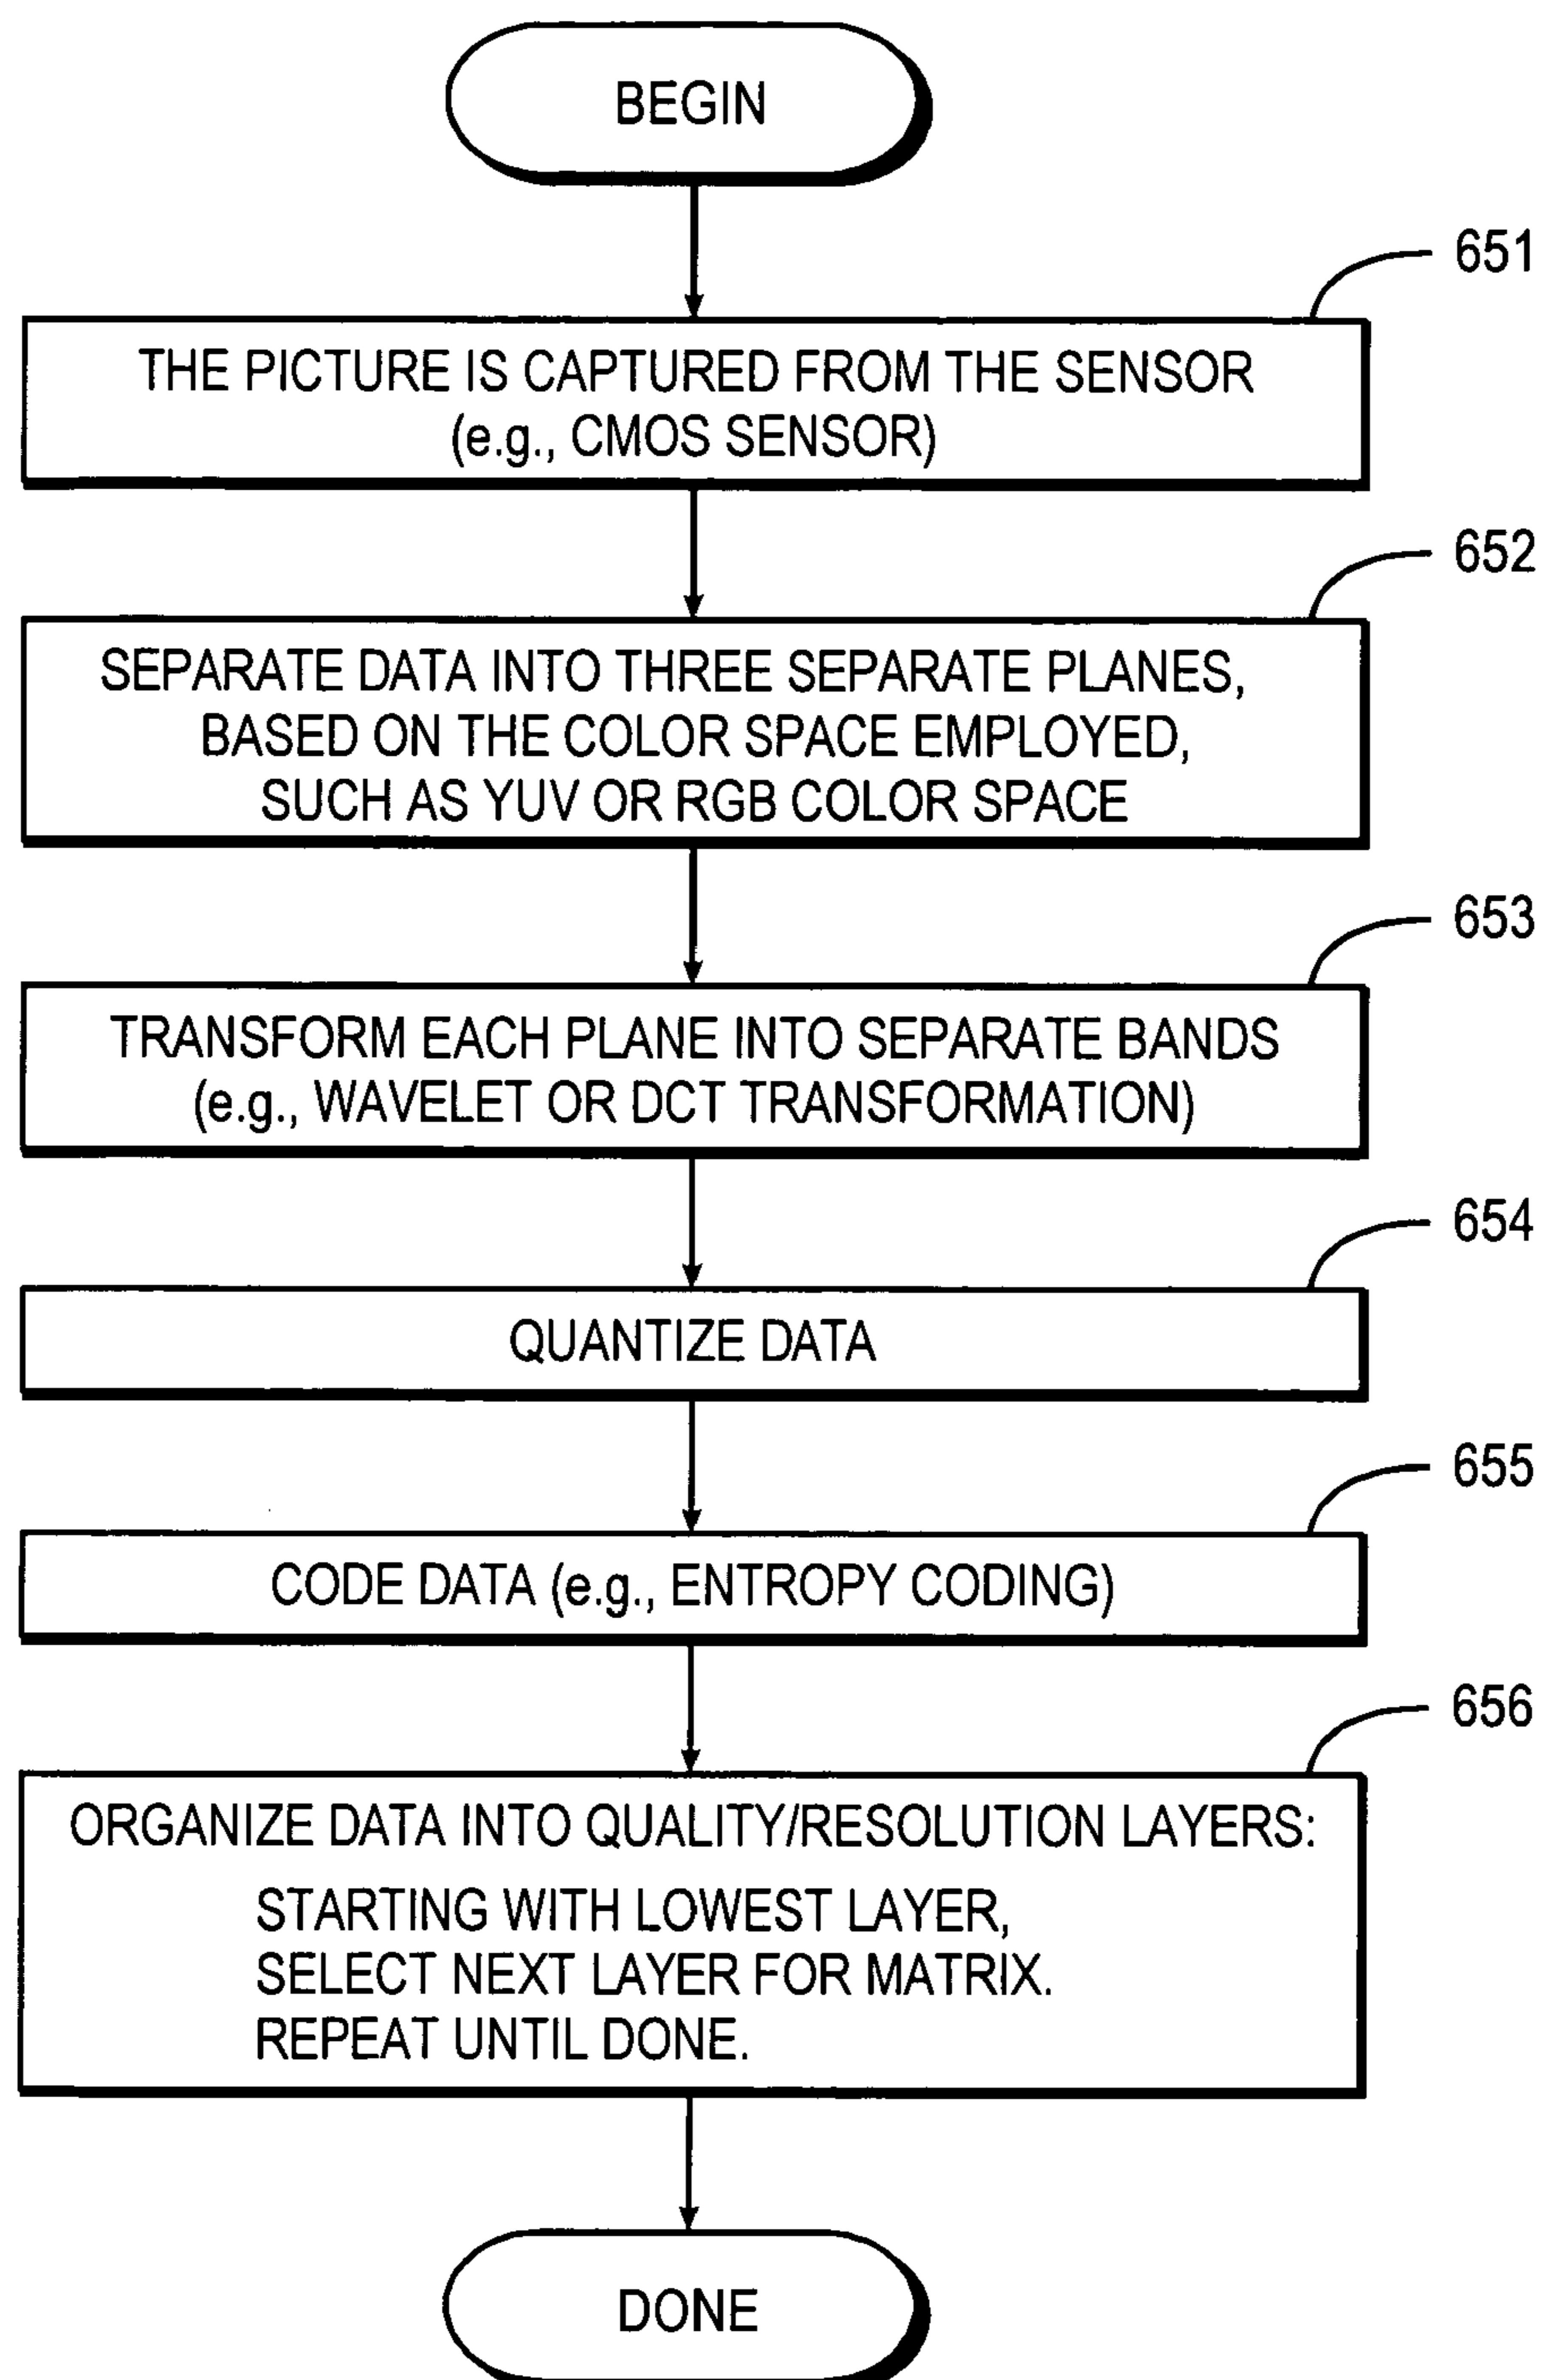 BEGIN
651
THE PICTURE IS CAPTURED FROM THE SENSOR
(e.g., CMOS SENSOR)
652
SEPARATE DATA INTO THREE SEPARATE PLANES,
BASED ON THE COLOR SPACE EMPLOYED,
SUCH AS YUV OR RGB COLOR SPACE
653
TRANSFORM EACH PLANE INTO SEPARATE BANDS
(e.g., WAVELET OR DCT TRANSFORMATION)
654
QUANTIZE DATA
655
CODE DATA (e.g., ENTROPY CODING)
656
ORGANIZE DATA INTO QUALITY/RESOLUTION LAYERS:
STARTING WITH LOWEST LAYER,
SELECT NEXT LAYER FOR MATRIX.
REPEAT UNTIL DONE.
DONE